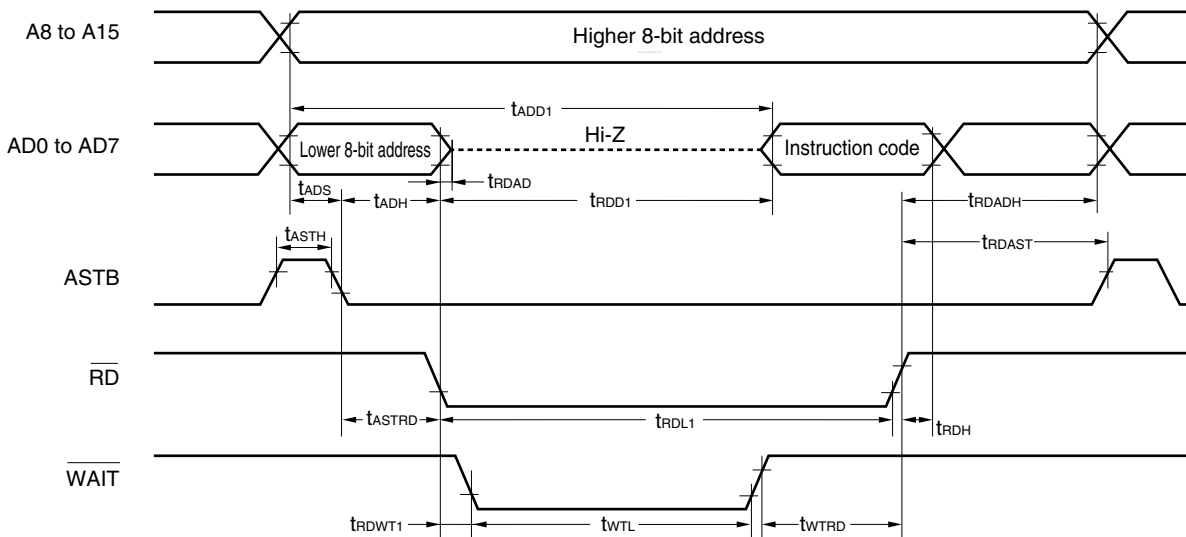 A8 to A15
Higher 8-bit address
tADD1
AD0 to AD7
Lower 8-bit address
Hi-Z
Instruction code
tRDAD
tADS
tADH
tRDD1
tRDADH
tASTH
tRDAST
ASTB
RD
tASTRD
tRDL1
tRDH
WAIT
tRDWT1
tWTL
tWTRD